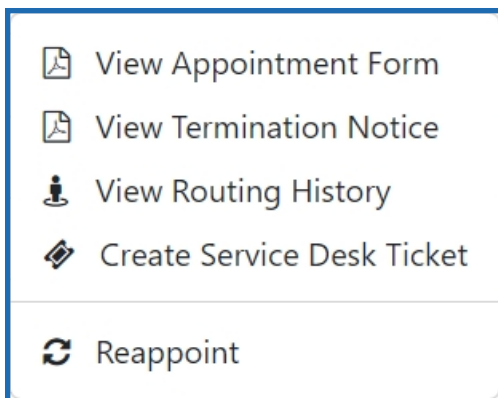 View Appointment Form
View Termination Notice
View Routing History
Create Service Desk Ticket
Reappoint